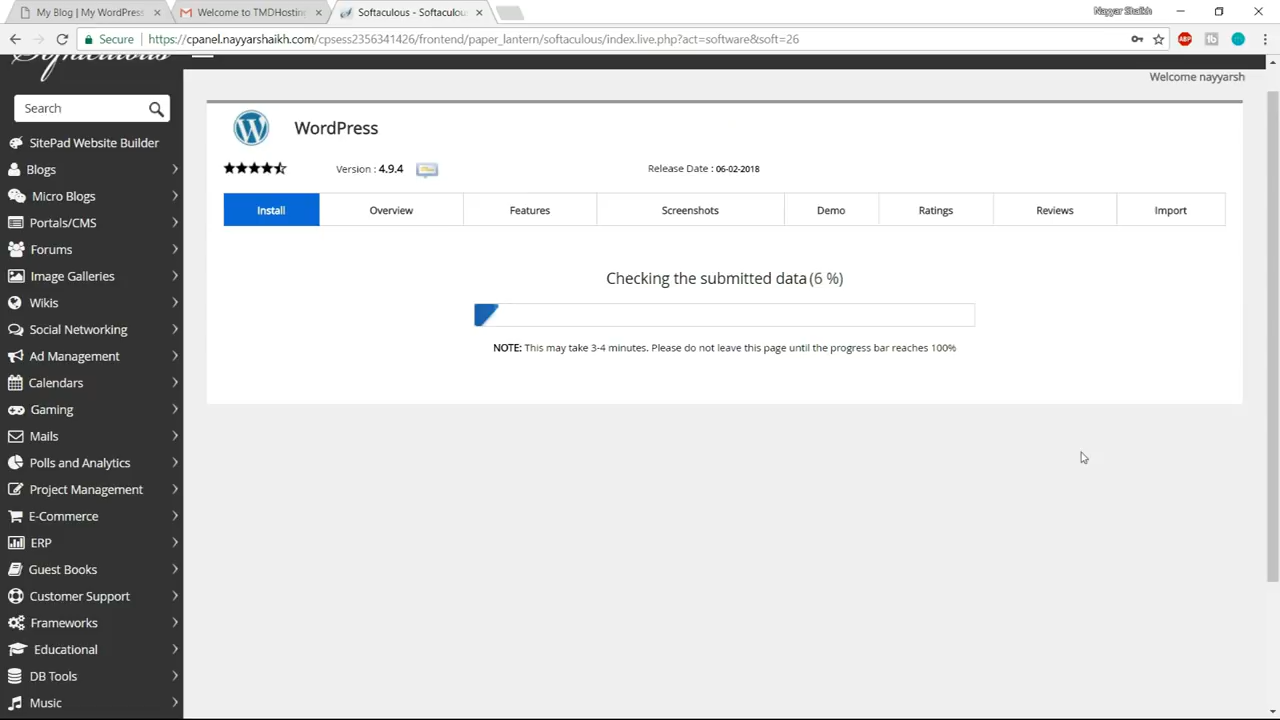 My Blog | My WordPress
Welcome to TMDHosting
Softaculous - Softaculou
Nayyar Shaikh
Secure
https://cpanel.nayyarshaikh.com/cpsess2356341426/frontend/paper_lantern/softaculous/index.live.php?act=software&soft=26
ABP
Softaculous
Welcome nayyarsh
Search
WordPress
Version : 4.9.4
Release Date : 06-02-2018
Install
Overview
Features
Screenshots
Demo
Ratings
Reviews
Import
Checking the submitted data (6 %)
NOTE: This may take 3-4 minutes. Please do not leave this page until the progress bar reaches 100%
SitePad Website Builder
Blogs
Micro Blogs
Portals/CMS
Forums
Image Galleries
Wikis
Social Networking
Ad Management
Calendars
Gaming
Mails
Polls and Analytics
Project Management
E-Commerce
ERP
Guest Books
Customer Support
Frameworks
Educational
DB Tools
Music